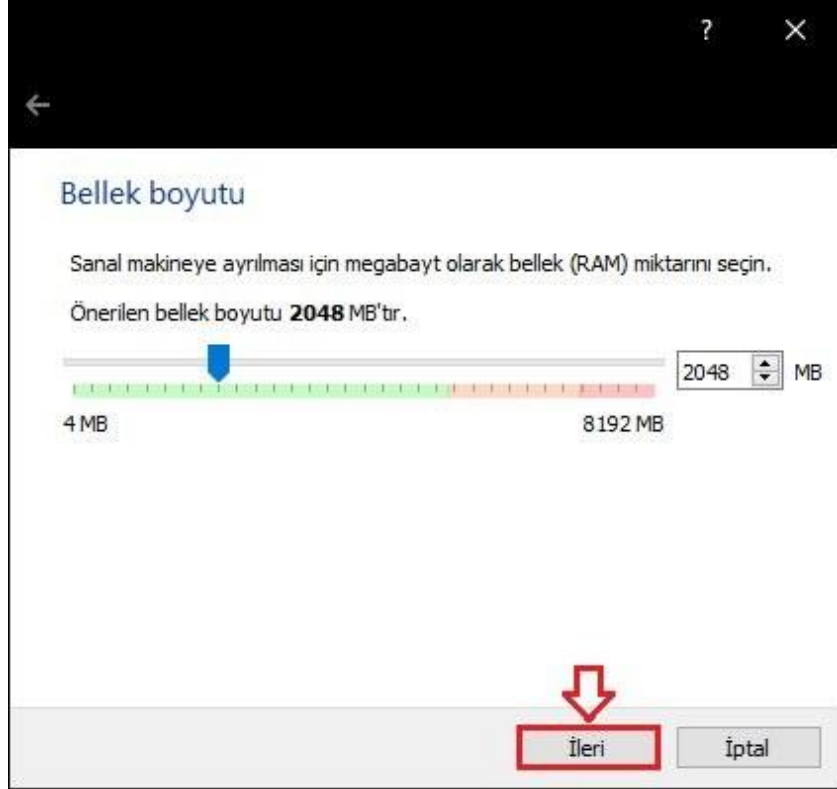 ?
Bellek boyutu
Sanal makineye ayrılması için megabayt olarak bellek (RAM) miktarını seçin.
Önerilen bellek boyutu 2048 MB'tır.
2048 MB
4 MB 8192 MB
İleri İptal